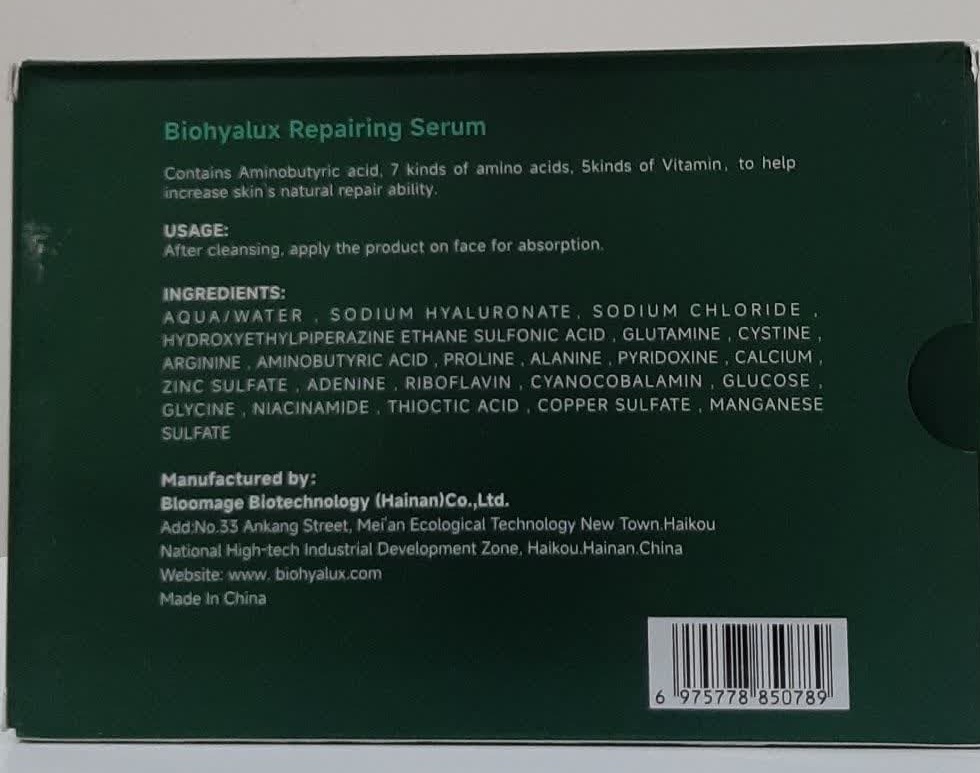 Biohyalux Repairing Serum
Contains Aminobutyric acid, 7 kinds of amino acids, 5kinds of Vitamin, to help
increase skin's natural repair ability.
USAGE:
After cleansing, apply the product on face for absorption.
INGREDIENTS:
AQUA/WATER , SODIUM HYALURONATE, SODIUM CHLORIDE ,
HYDROXYETHYLPIPERAZINE ETHANE SULFONIC ACID , GLUTAMINE , CYSTINE ,
ARGININE , AMINOBUTYRIC ACID , PROLINE , ALANINE , PYRIDOXINE , CALCIUM ,
ZINC SULFATE , ADENINE , RIBOFLAVIN , CYANOCOBALAMIN , GLUCOSE ,
GLYCINE , NIACINAMIDE , THIOCTIC ACID , COPPER SULFATE , MANGANESE
SULFATE
Manufactured by:
Bloomage Biotechnology (Hainan)Co.,Ltd.
Add:No.33 Ankang Street, Mei'an Ecological Technology New Town.Haikou
National High-tech Industrial Development Zone, Haikou.Hainan.China
Website: www. biohyalux.com
Made In China
6 975778 850789